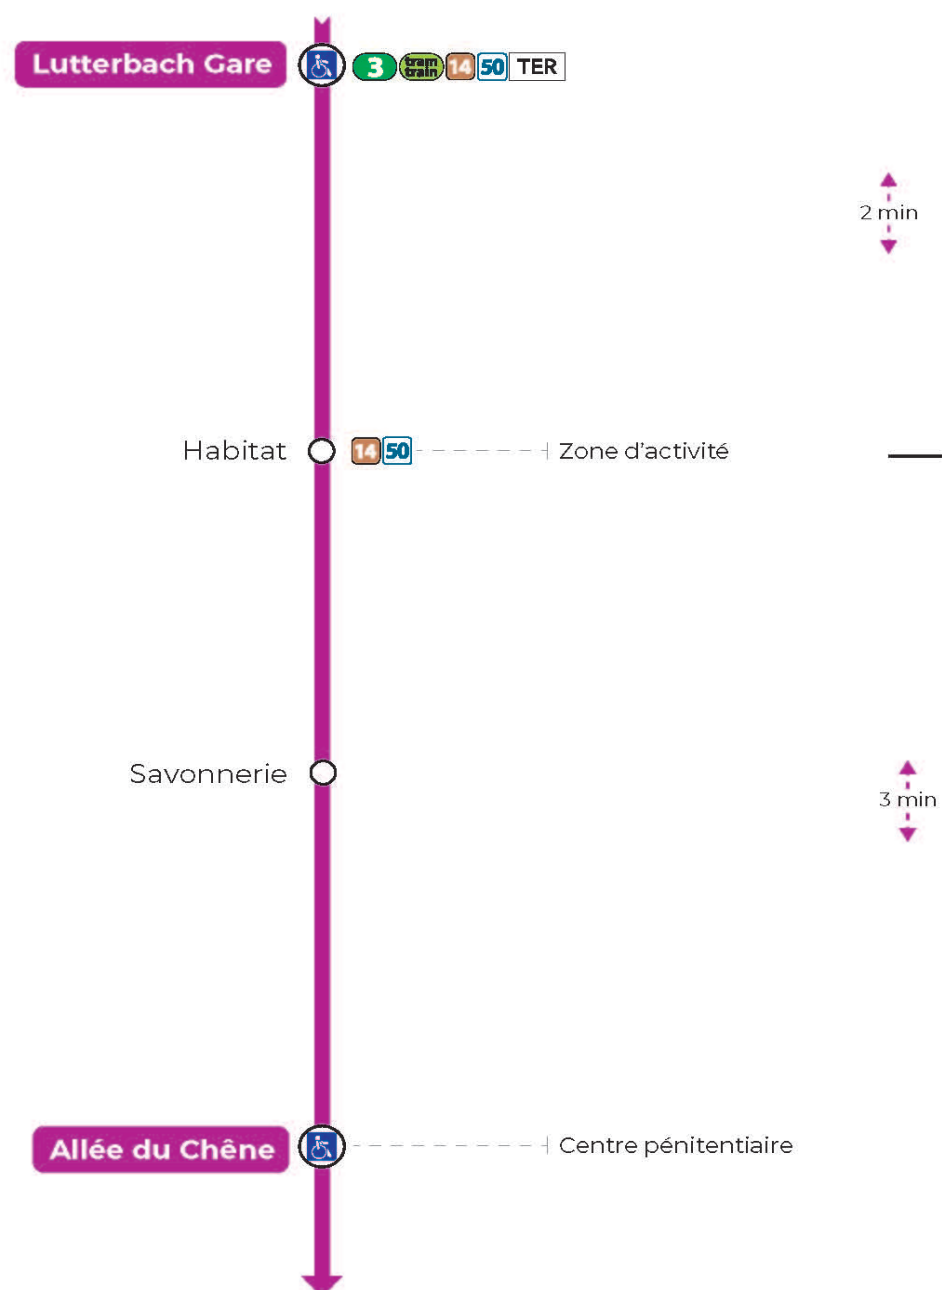 Lutterbach Gare 3 tram train 14 50 TER
2 min
Habitat 14 50 Zone d'activité
Savonnerie
3 min
Allée du Chêne Centre pénitentiaire